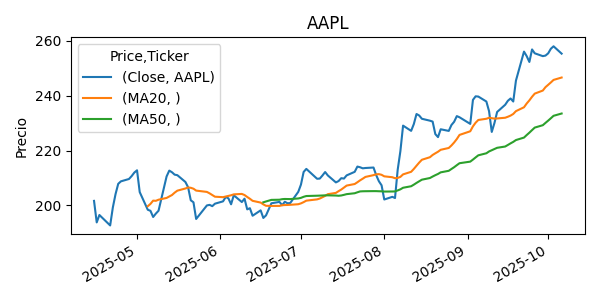 AAPL
Price,Ticker
(Close, AAPL)
(MA20, )
(MA50, )
Precio
260
240
220
200
2025-05
2025-06
2025-07
2025-08
2025-09
2025-10